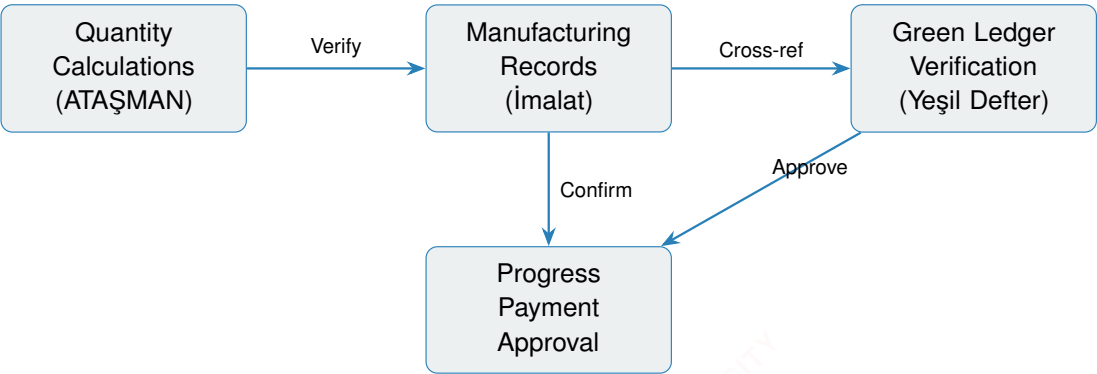 Quantity
Calculations
(ATAŞMAN)
Verify
Manufacturing
Records
(İmalat)
Cross-ref
Green Ledger
Verification
(Yeşil Defter)
Confirm
Approve
Progress
Payment
Approval